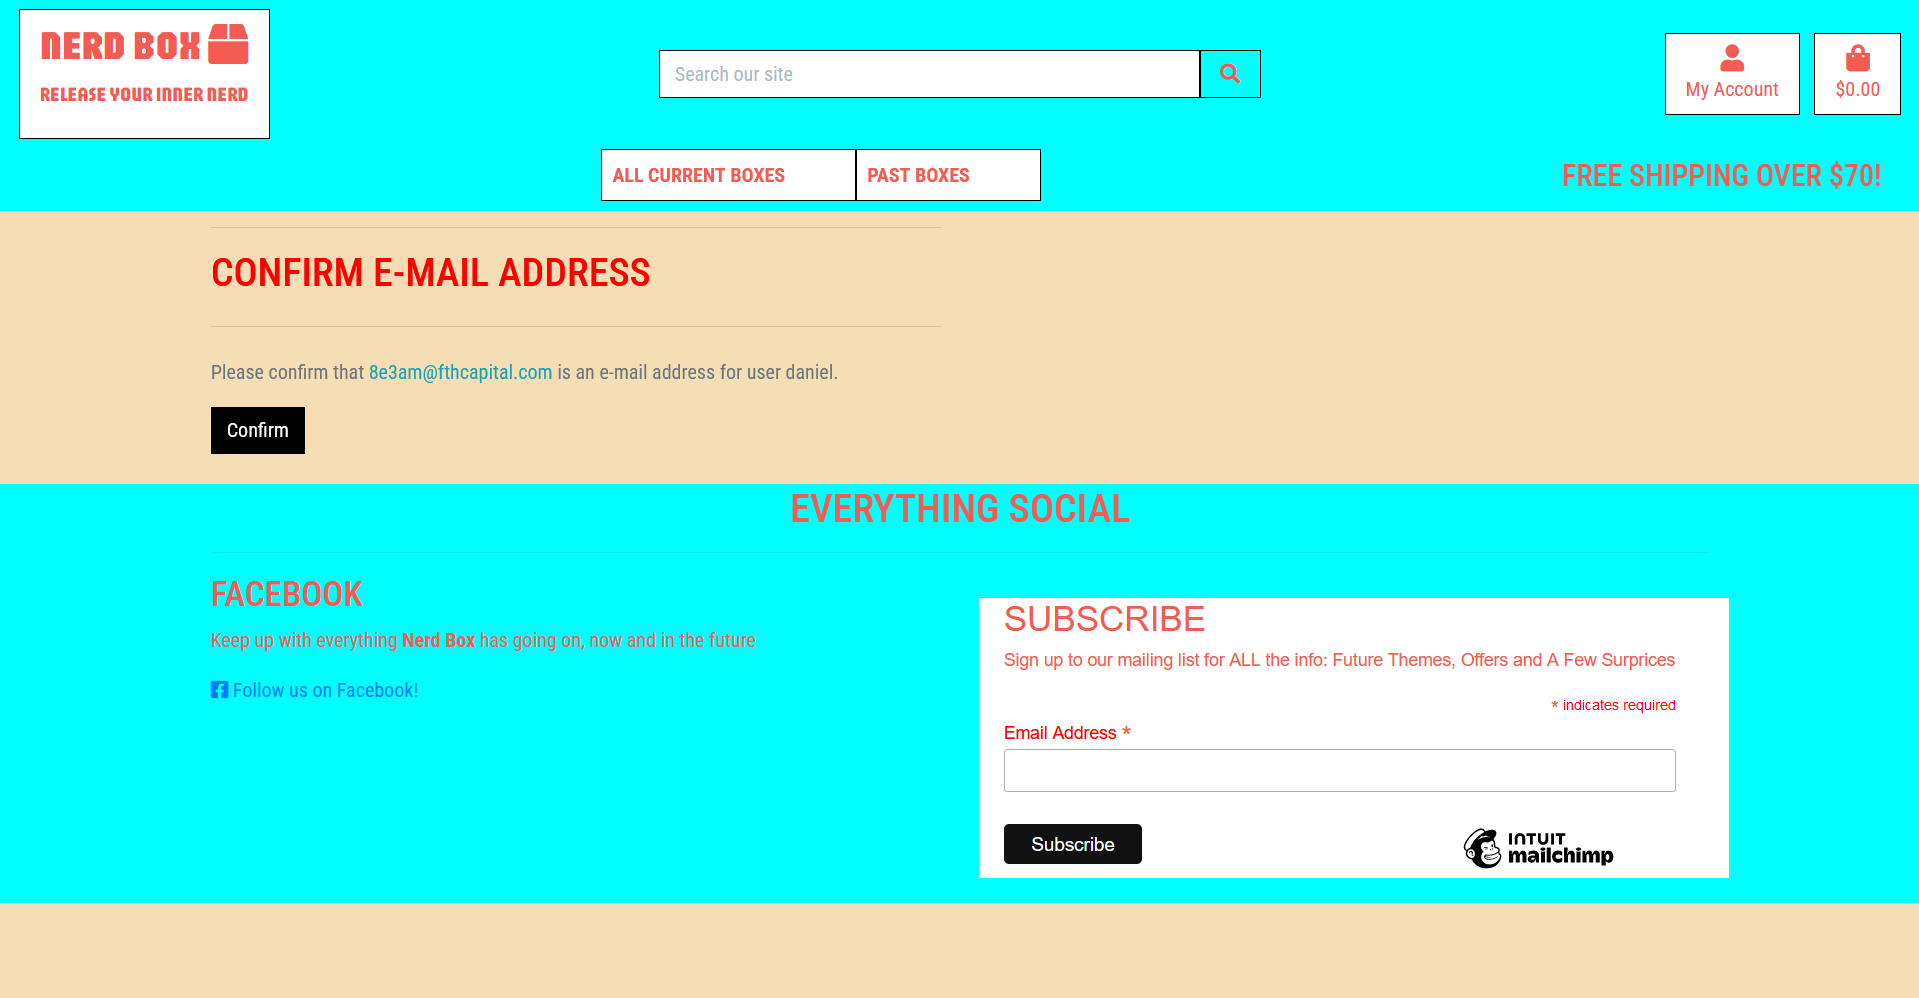 NERD BOX
RELEASE YOUR INNER NERD
Search our site
My Account
$0.00
ALL CURRENT BOXES
PAST BOXES
FREE SHIPPING OVER $70!
CONFIRM E-MAIL ADDRESS
Please confirm that 8e3am@fthcapital.com is an e-mail address for user daniel.
Confirm
EVERYTHING SOCIAL
FACEBOOK
Keep up with everything Nerd Box has going on, now and in the future
Follow us on Facebook!
SUBSCRIBE
Sign up to our mailing list for ALL the info: Future Themes, Offers and A Few Surprices
* indicates required
Email Address *
Subscribe
INTUIT
mailchimp